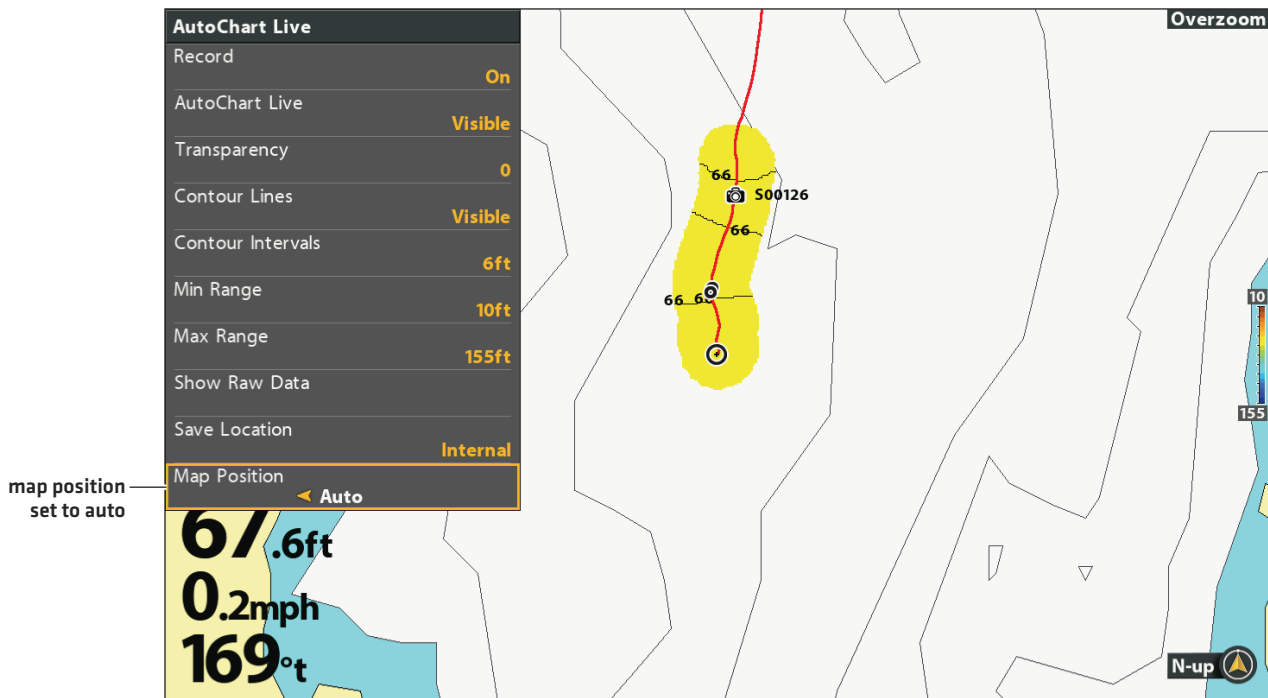 AutoChart Live
Record
On
AutoChart Live
Visible
Transparency
0
Contour Lines
Visible
Contour Intervals
6ft
Min Range
10ft
Max Range
155ft
Show Raw Data
Save Location
Internal
Map Position
Auto
map position
set to auto
67.6ft
0.2mph
169°t
Overzoom
66
S00126
66
66
10
155
N-up